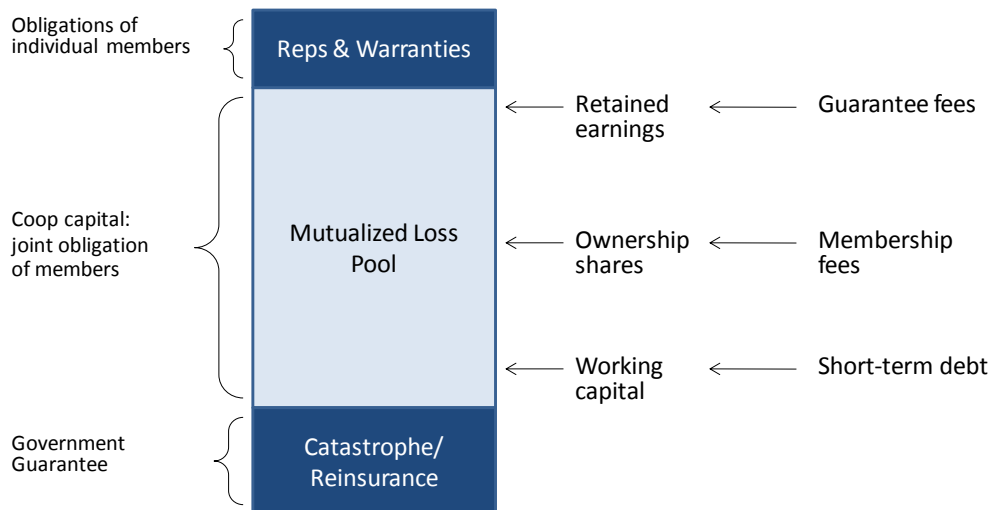 Obligations of
individual members
Reps & Warranties
Retained
earnings
Guarantee fees
Coop capital:
joint obligation
of members
Mutualized Loss
Pool
Ownership
shares
Membership
fees
Working
capital
Short-term debt
Government
Guarantee
Catastrophe/
Reinsurance